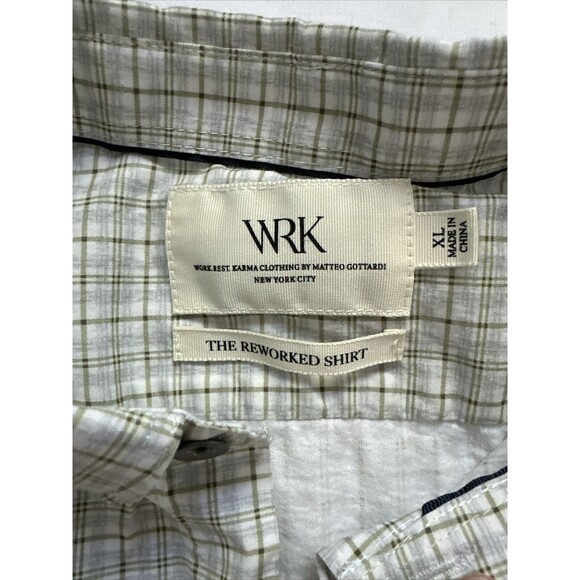 WRK
WORK.REST. KARMA CLOTHING BY MATTEO GOTTARDI
NEW YORK CITY
THE REWORKED SHIRT
XL
MADE IN
CHINA